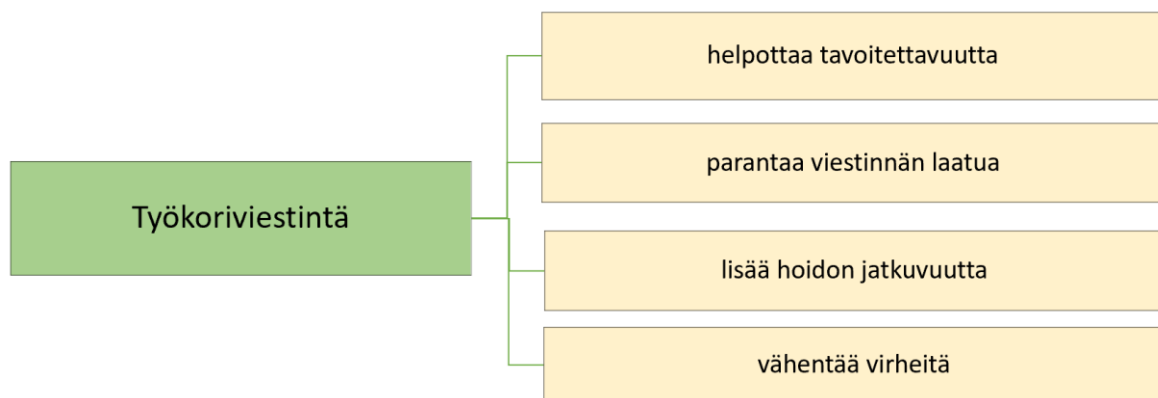 helpottaa tavoitettavuutta
parantaa viestinnän laatua
Työkoriviestintä
lisää hoidon jatkuvuutta
vähentää virheitä